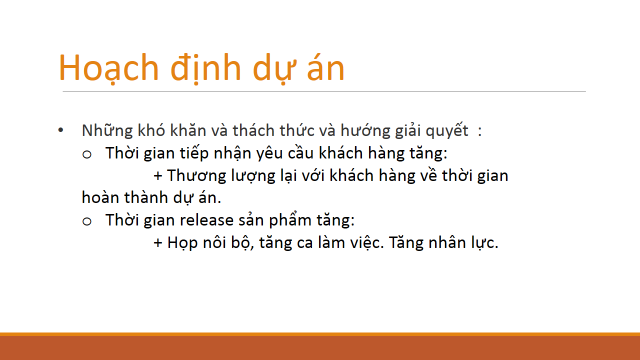 Hoạch định dự án
• Những khó khăn và thách thức và hướng giải quyết :
o Thời gian tiếp nhận yêu cầu khách hàng tăng:
+ Thương lượng lại với khách hàng về thời gian
hoàn thành dự án.
o Thời gian release sản phẩm tăng:
+ Họp nôi bộ, tăng ca làm việc. Tăng nhân lực.